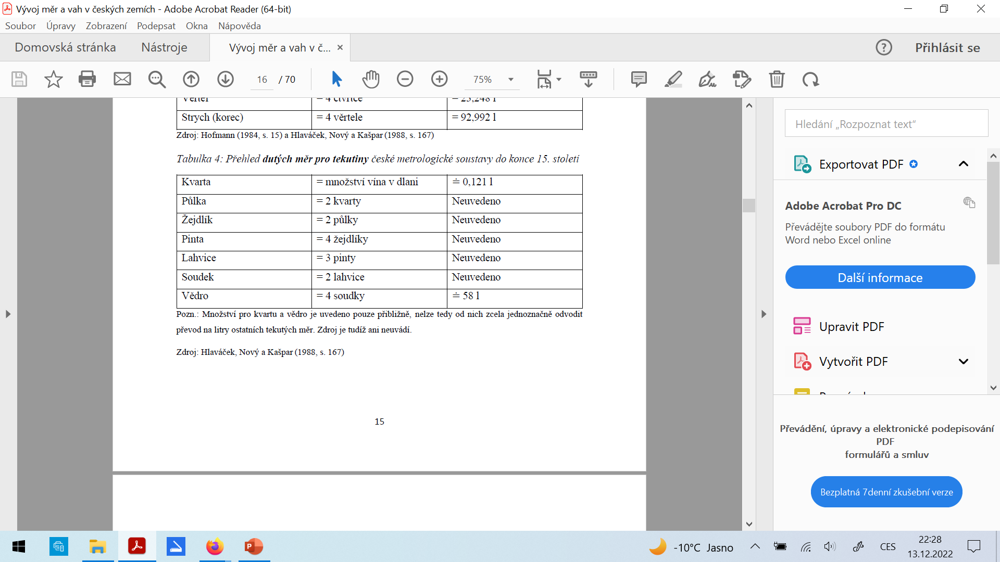 Vývoj měr a vah v českých zemích - Adobe Acrobat Reader (64-bit)
Soubor Úpravy Zobrazení Podepsat Okna Nápověda
Domovská stránka Nástroje Vývoj měr a vah v č... × ? Přihlásit se
16 / 70 75%
Věrtel = 4 čtvrtce = 23,248 l
Strych (korec) = 4 věrtele = 92,992 l
Zdroj: Hofmann (1984, s. 15) a Hlaváček, Nový a Kašpar (1988, s. 167)
Tabulka 4: Přehled dutých měr pro tekutiny české metrologické soustavy do konce 15. století
Kvarta = množství vína v dlani ≐ 0,121 l
Půlka = 2 kvarty Neuvedeno
Žejdlík = 2 půlky Neuvedeno
Pinta = 4 žejdlíky Neuvedeno
Lahvice = 3 pinty Neuvedeno
Soudek = 2 lahvice Neuvedeno
Vědro = 4 soudky ≐ 58 l
Pozn.: Množství pro kvartu a vědro je uvedeno pouze přibližně, nelze tedy od nich zcela jednoznačně odvodit
převod na litry ostatních tekutých měr. Zdroj je tudíž ani neuvádí.
Zdroj: Hlaváček, Nový a Kašpar (1988, s. 167)
15
Hledání „Rozpoznat text“
Exportovat PDF
Adobe Acrobat Pro DC
Převádějte soubory PDF do formátu
Word nebo Excel online
Další informace
Upravit PDF
Vytvořit PDF
Převádění, úpravy a elektronické podepisování
PDF
formulářů a smluv
Bezplatná 7denní zkušební verze
-10°C Jasno CES 22:28
13.12.2022